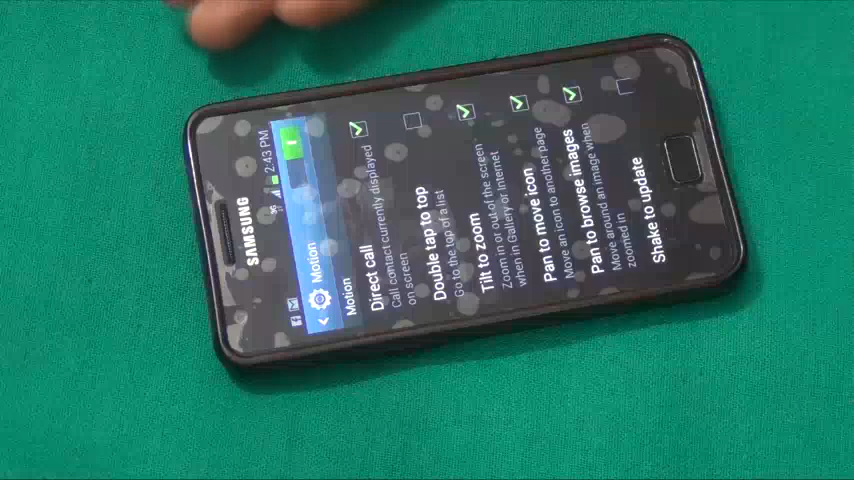 SAMSUNG
3G
2:43 PM
Motion
Motion
Direct call
Call contact currently displayed
on screen
Double tap to top
Go to the top of a list
Tilt to zoom
Zoom in or out of the screen
when in Gallery or Internet
Pan to move icon
Move an icon to another page
Pan to browse images
Move around an image when
zoomed in
Shake to update